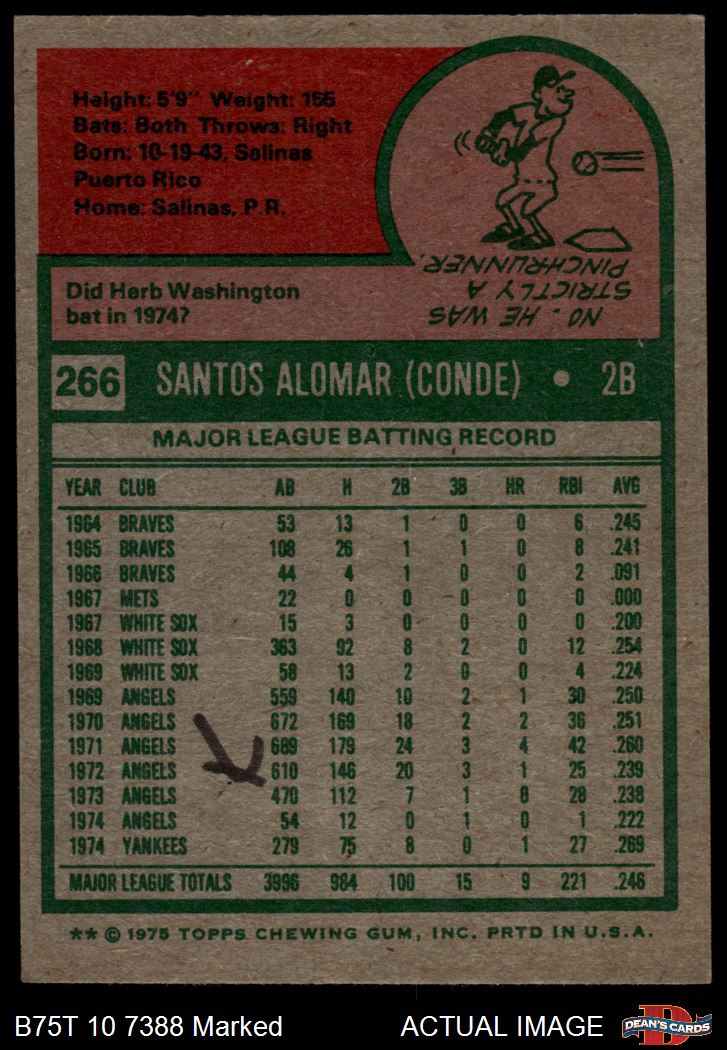 Height: 5'9" Weight: 155
Bats: Both Throws: Right
Born: 10-19-43, Salinas
Puerto Rico
Home: Salinas, P.R.
Did Herb Washington
bat in 1974?
NO. HE WAS
STRICTLY A
PINCHRUNNER.
266 SANTOS ALOMAR (CONDE) • 2B
MAJOR LEAGUE BATTING RECORD
YEAR CLUB AB H 2B 3B HR RBI AVG
1964 BRAVES 53 13 1 0 0 6 .245
1965 BRAVES 108 26 1 1 0 8 .241
1966 BRAVES 44 4 1 0 0 2 .091
1967 METS 22 0 0 0 0 0 .000
1967 WHITE SOX 15 3 0 0 0 0 .200
1968 WHITE SOX 363 92 8 2 0 12 .254
1969 WHITE SOX 58 13 2 0 0 4 .224
1969 ANGELS 559 140 10 2 1 30 .250
1970 ANGELS 672 169 18 2 2 36 .251
1971 ANGELS 689 179 24 3 4 42 .260
1972 ANGELS 610 146 20 3 1 25 .239
1973 ANGELS 470 112 7 1 0 28 .238
1974 ANGELS 54 12 0 1 0 1 .222
1974 YANKEES 279 75 8 0 1 27 .269
MAJOR LEAGUE TOTALS 3996 984 100 15 9 221 .246
** © 1975 TOPPS CHEWING GUM, INC. PRTD IN U.S.A.
B75T 10 7388 Marked
ACTUAL IMAGE
DEAN'S CARDS